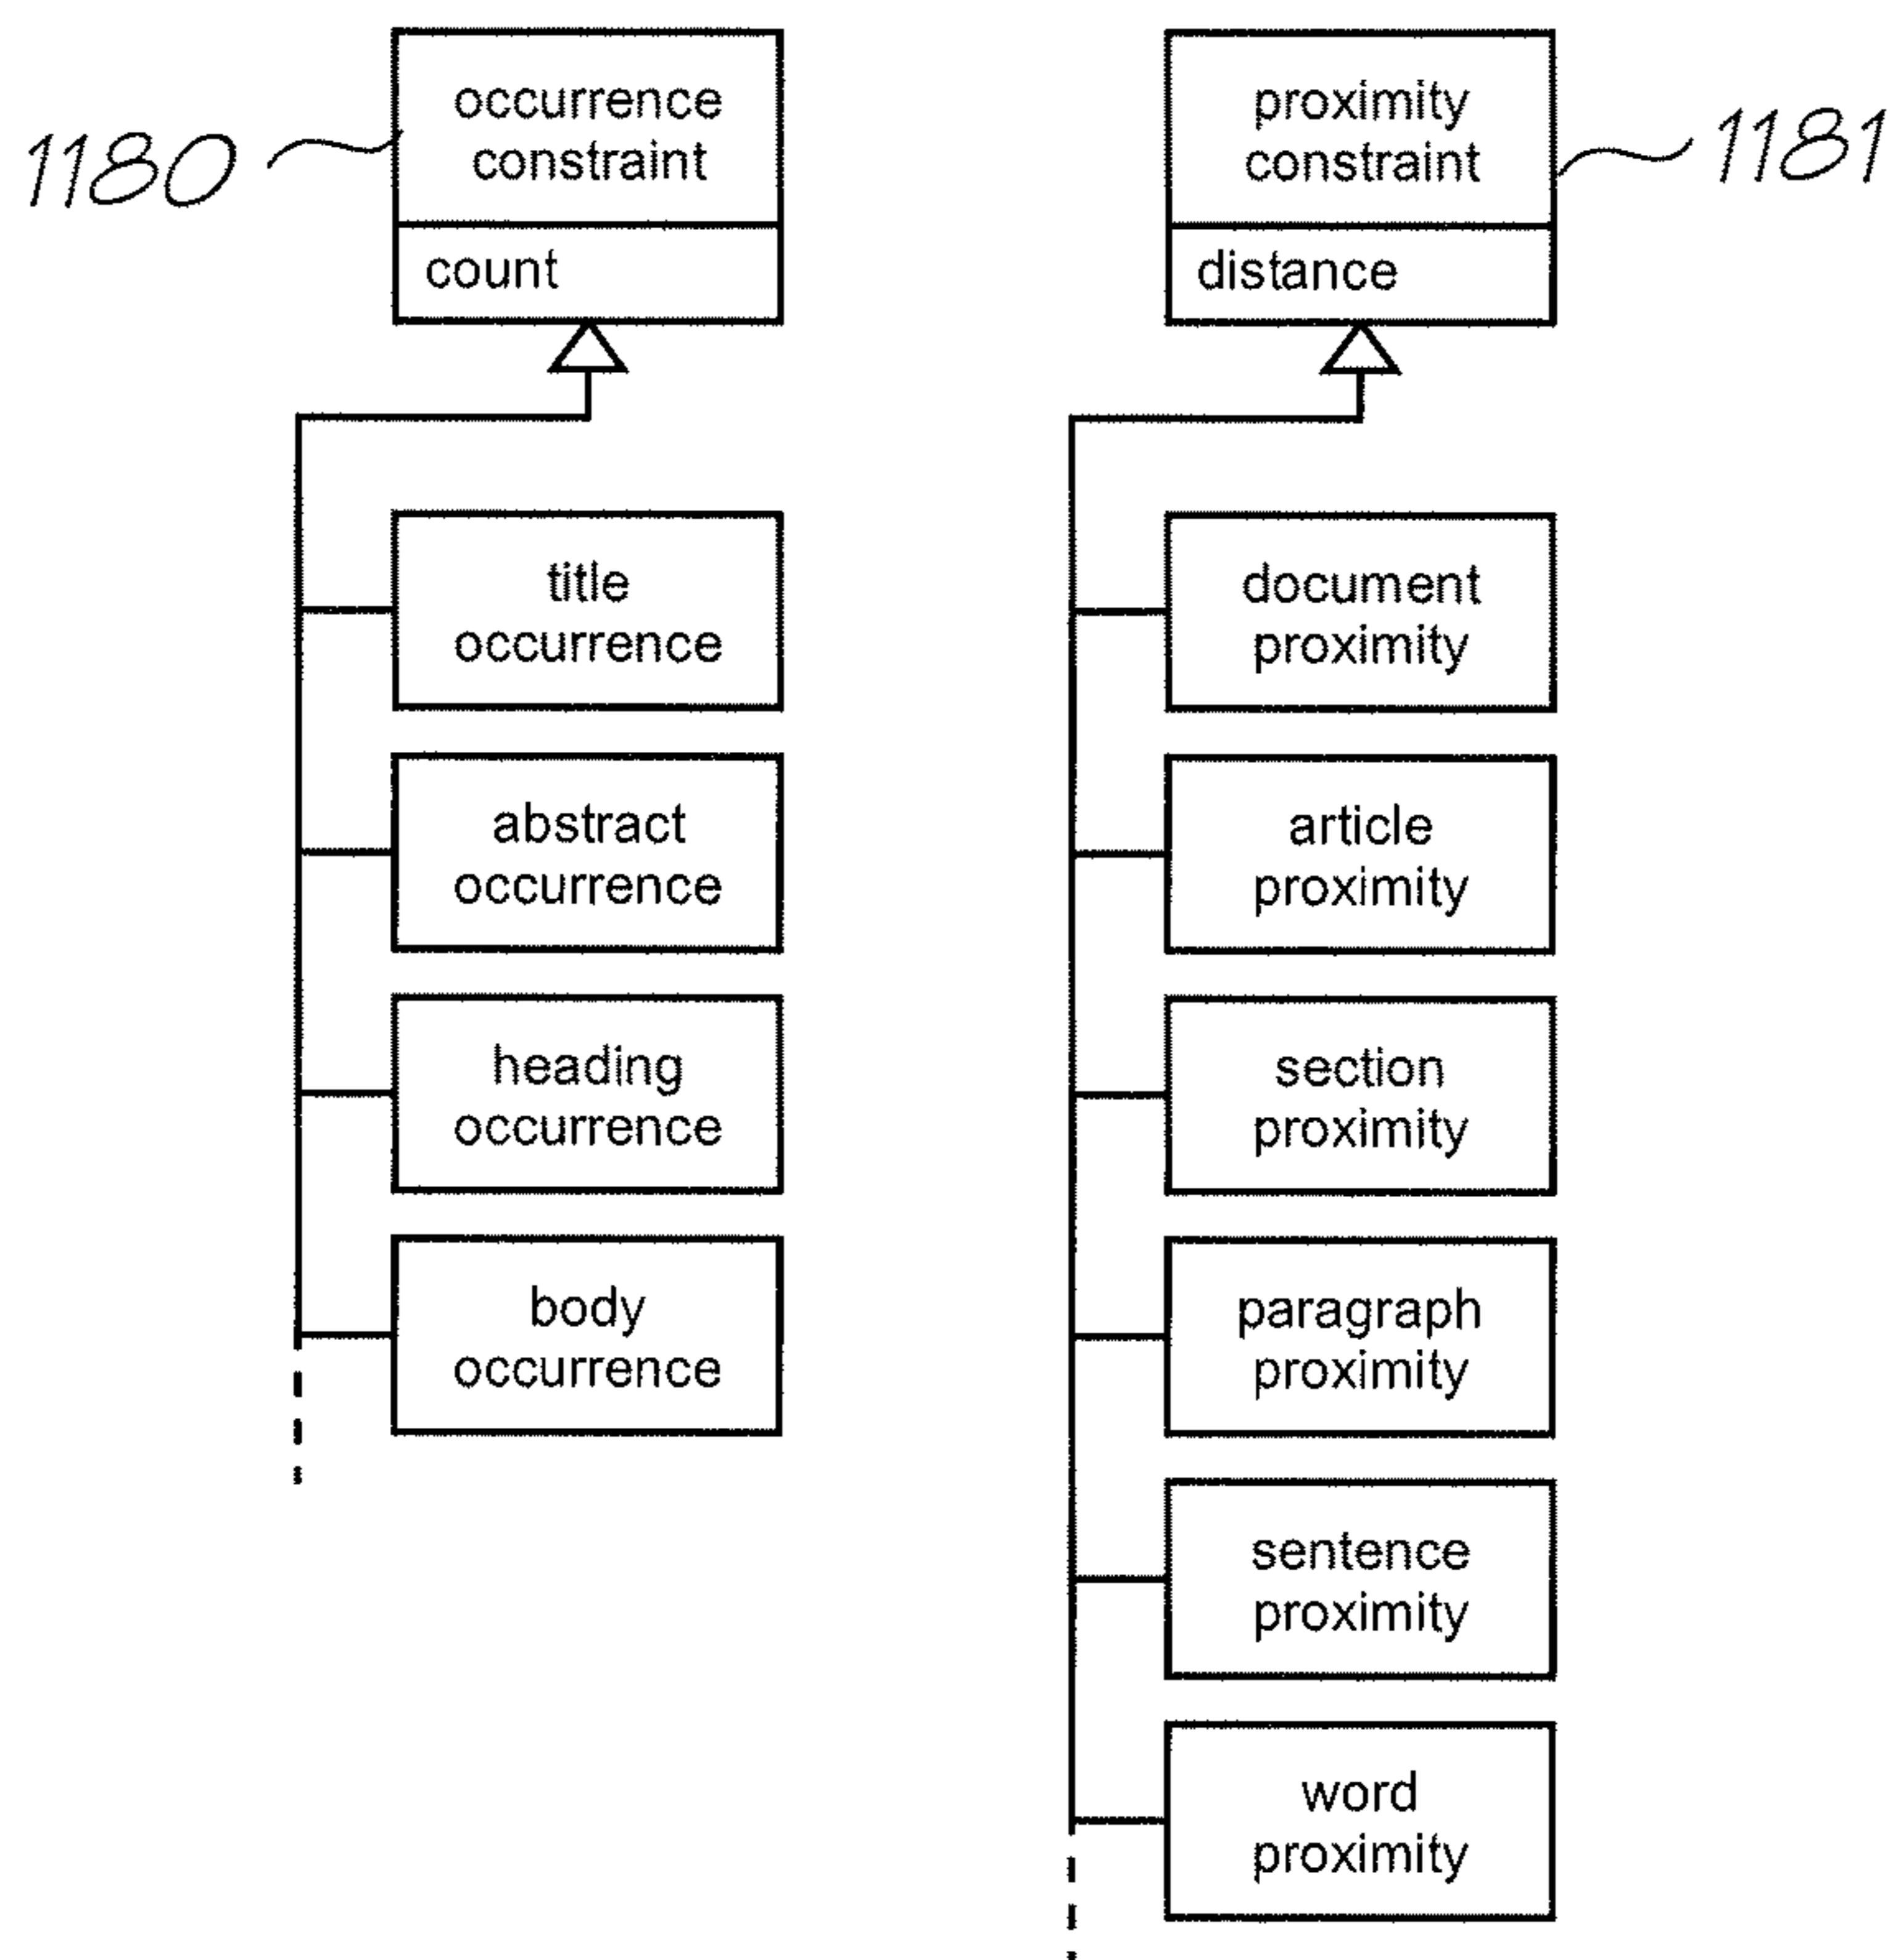 1180
occurrence
constraint
count
title
occurrence
abstract
occurrence
heading
occurrence
body
occurrence
proximity
constraint
1181
distance
document
proximity
article
proximity
section
proximity
paragraph
proximity
sentence
proximity
word
proximity